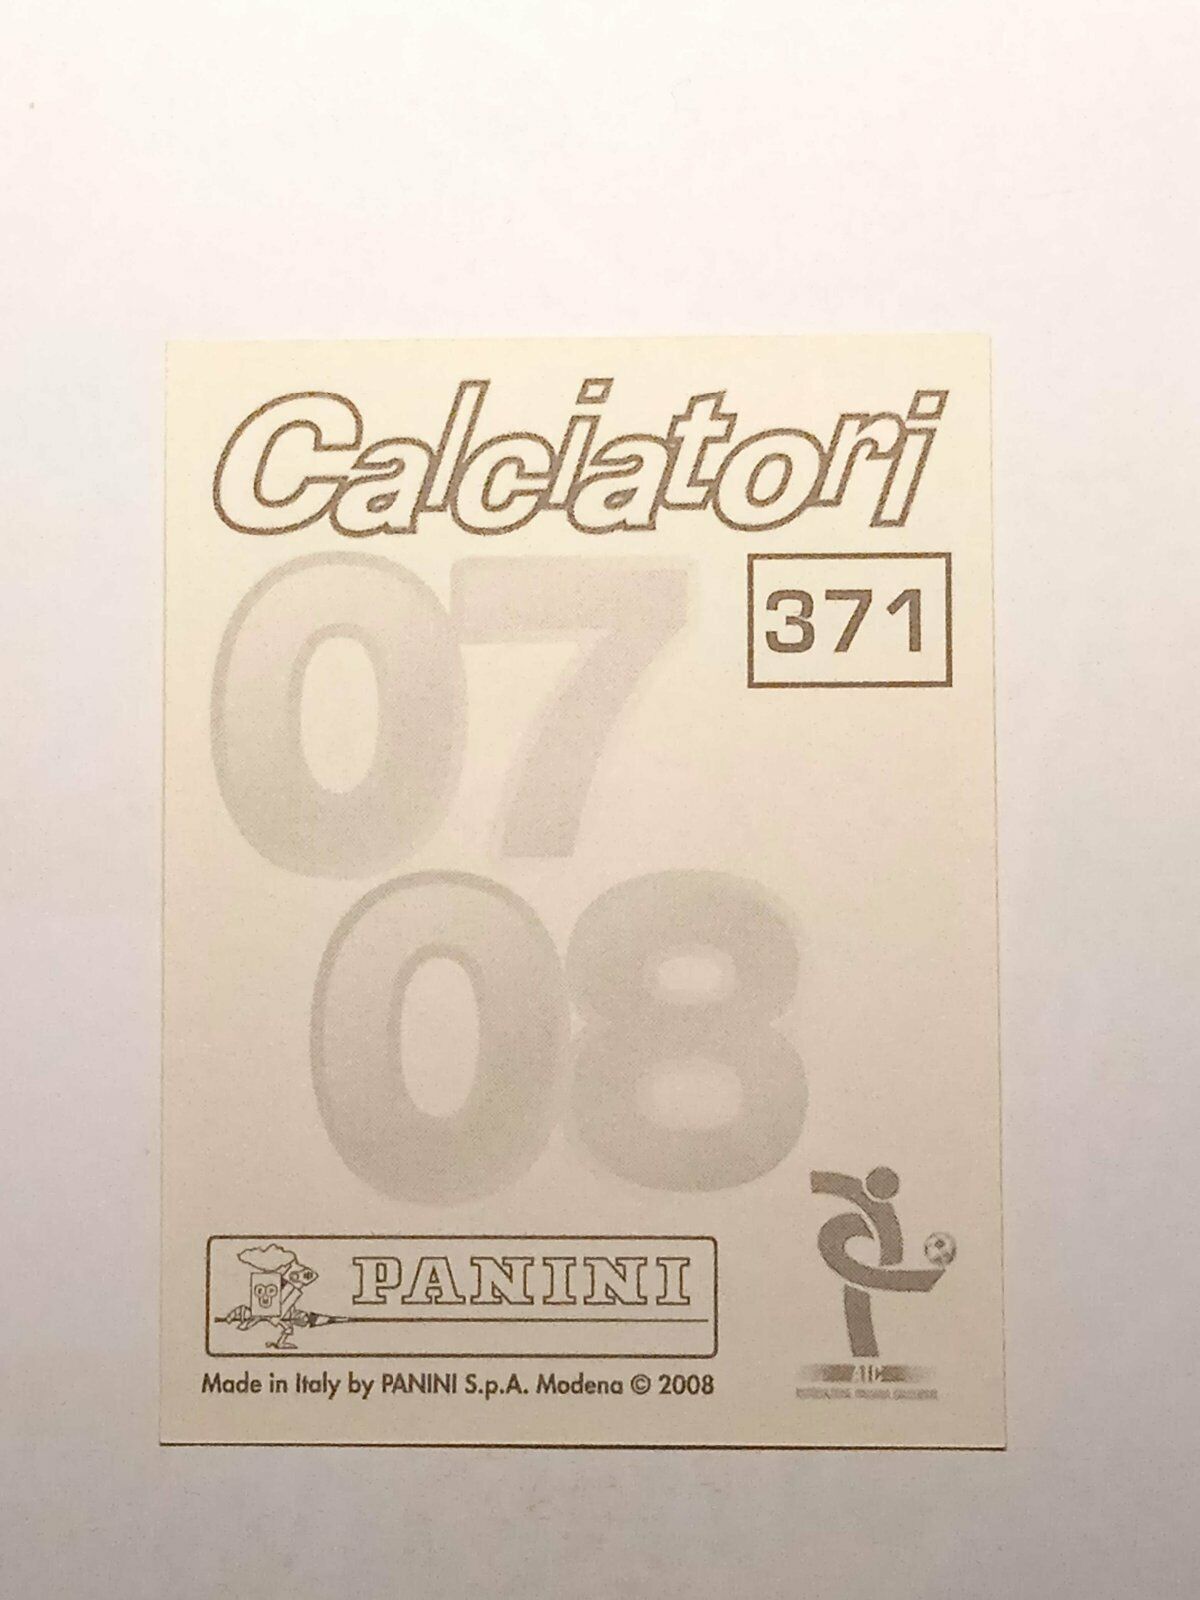 Calciatori
07
371
08
PANINI
Made in Italy by PANINI S.p.A. Modena © 2008